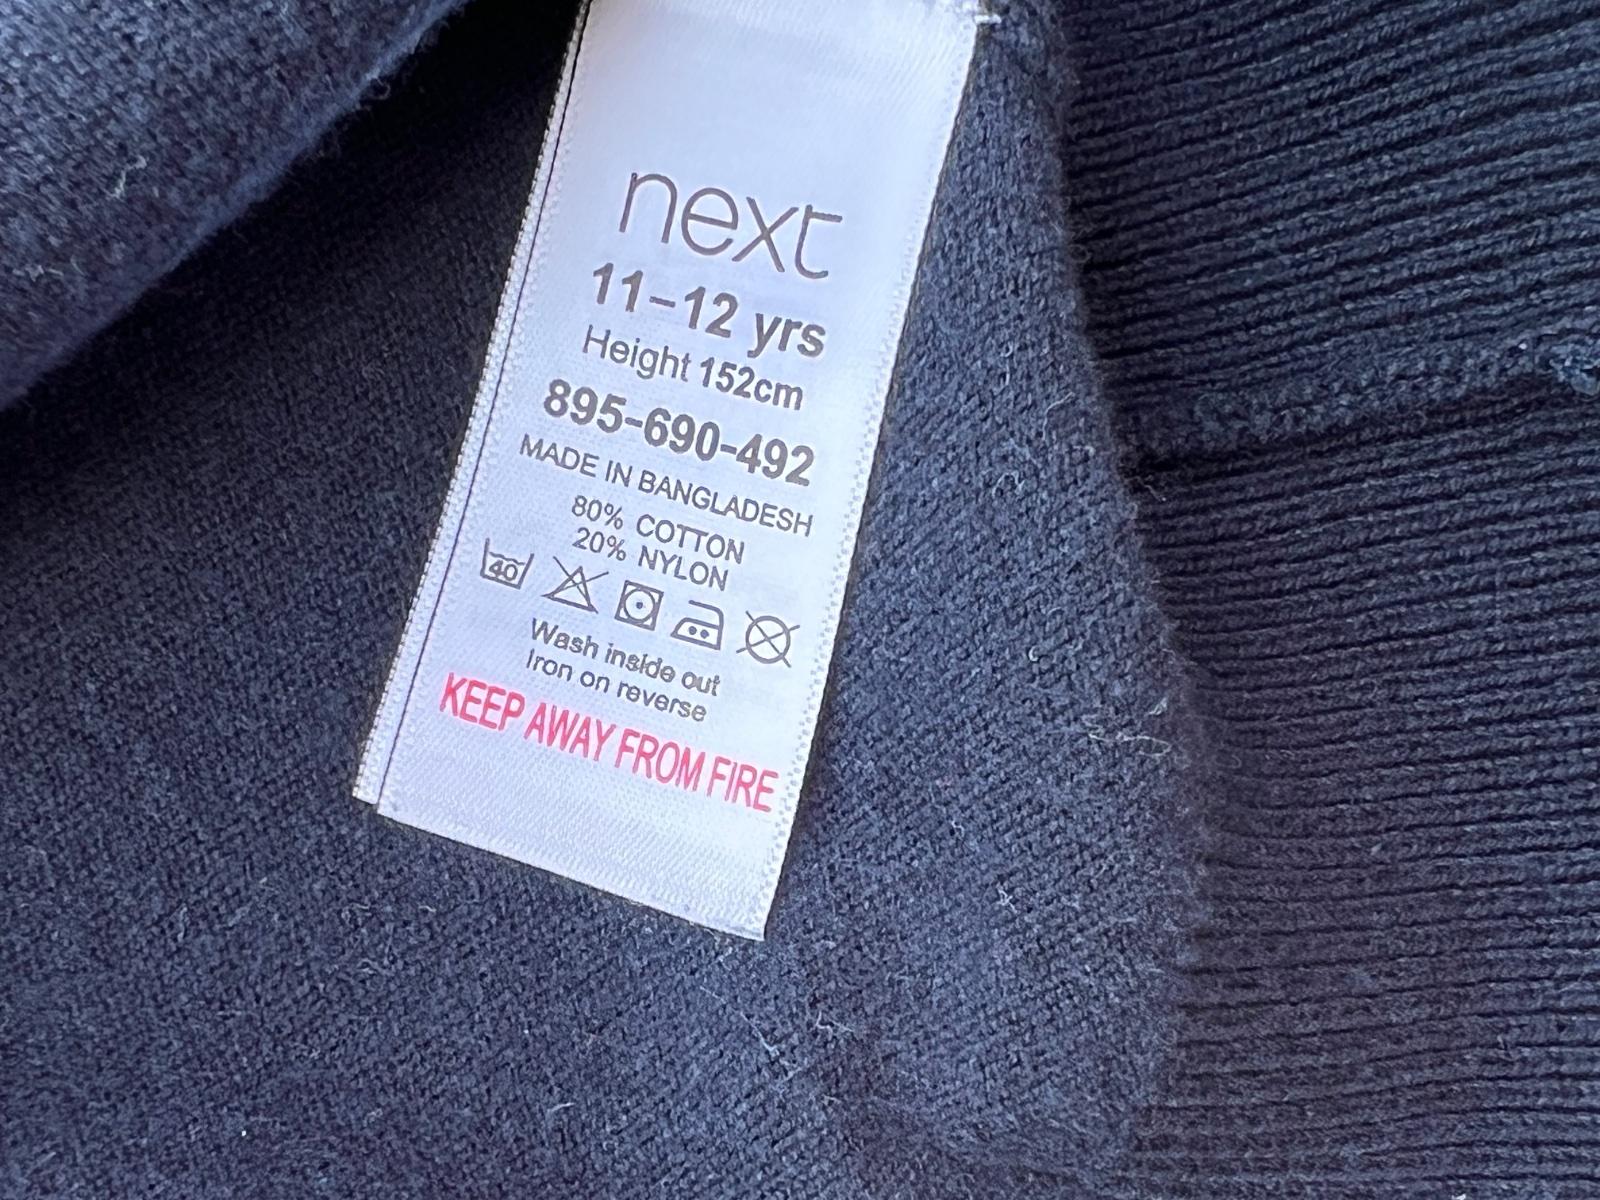 next
11-12 yrs
Height 152cm
895-690-492
MADE IN BANGLADESH
80% COTTON
20% NYLON
40
Wash inside out
Iron on reverse
KEEP AWAY FROM FIRE